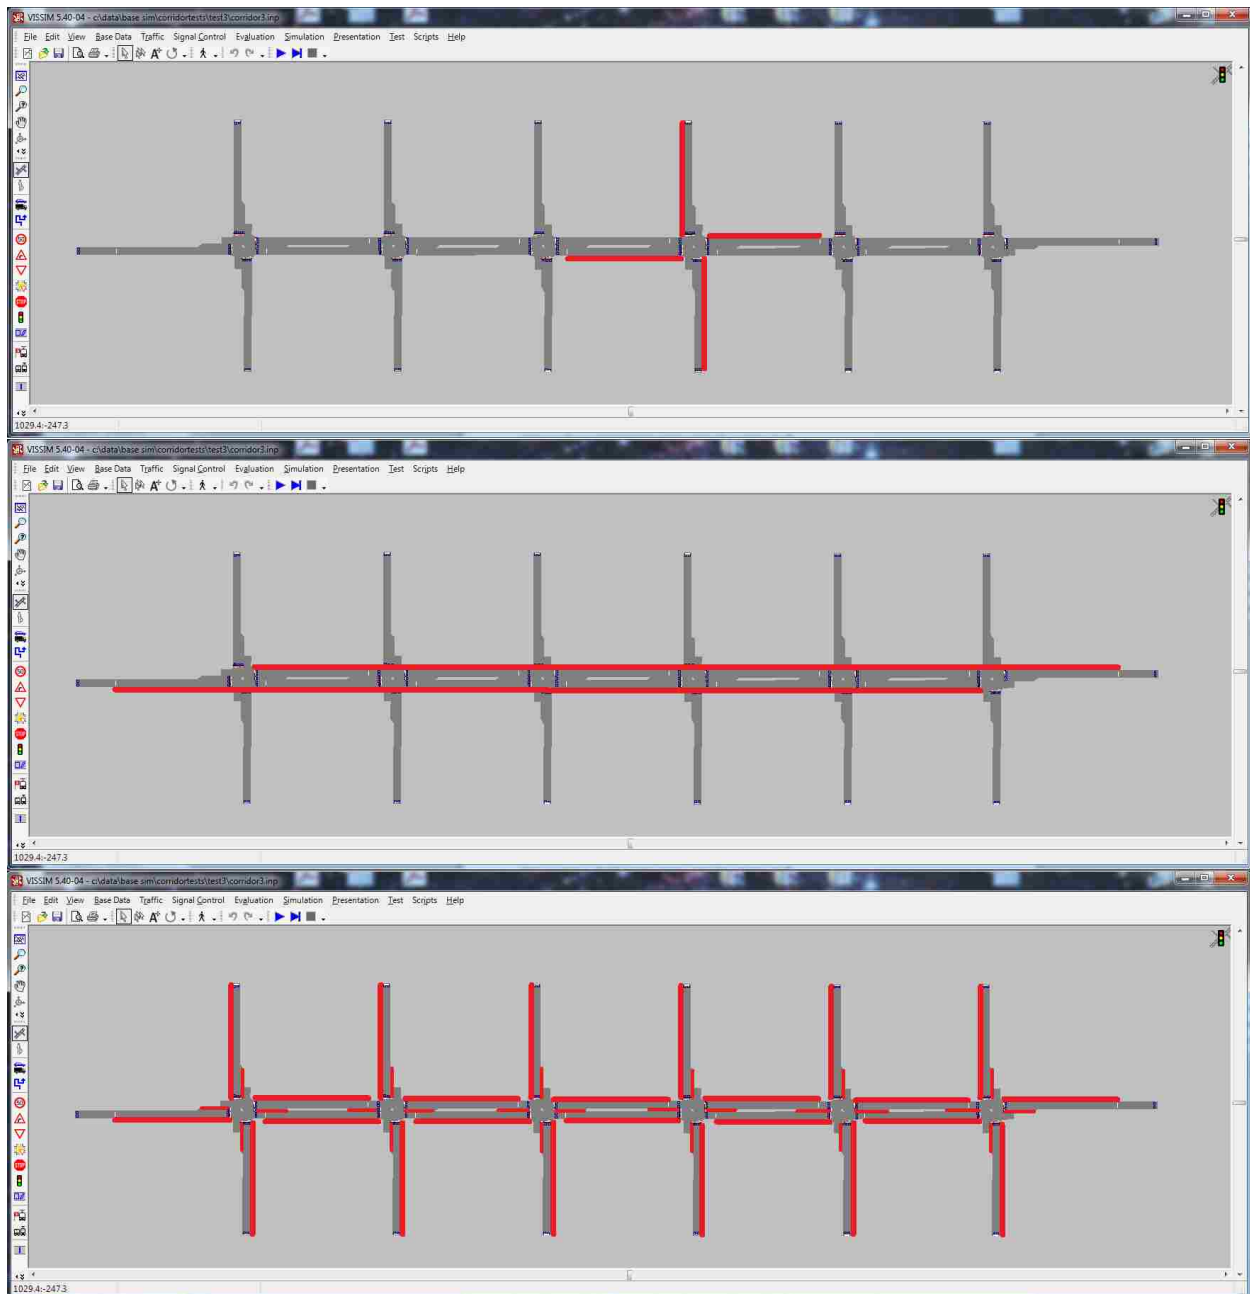 VISSIM 5.40-04 - c:\data\base sim\corridortests\test3\corridor3.inp
File Edit View Base Data Traffic Signal Control Evaluation Simulation Presentation Test Scripts Help
1029.4:-247.3
VISSIM 5.40-04 - c:\data\base sim\corridortests\test3\corridor3.inp
File Edit View Base Data Traffic Signal Control Evaluation Simulation Presentation Test Scripts Help
1029.4:-247.3
VISSIM 5.40-04 - c:\data\base sim\corridortests\test3\corridor3.inp
File Edit View Base Data Traffic Signal Control Evaluation Simulation Presentation Test Scripts Help
1029.4:-247.3